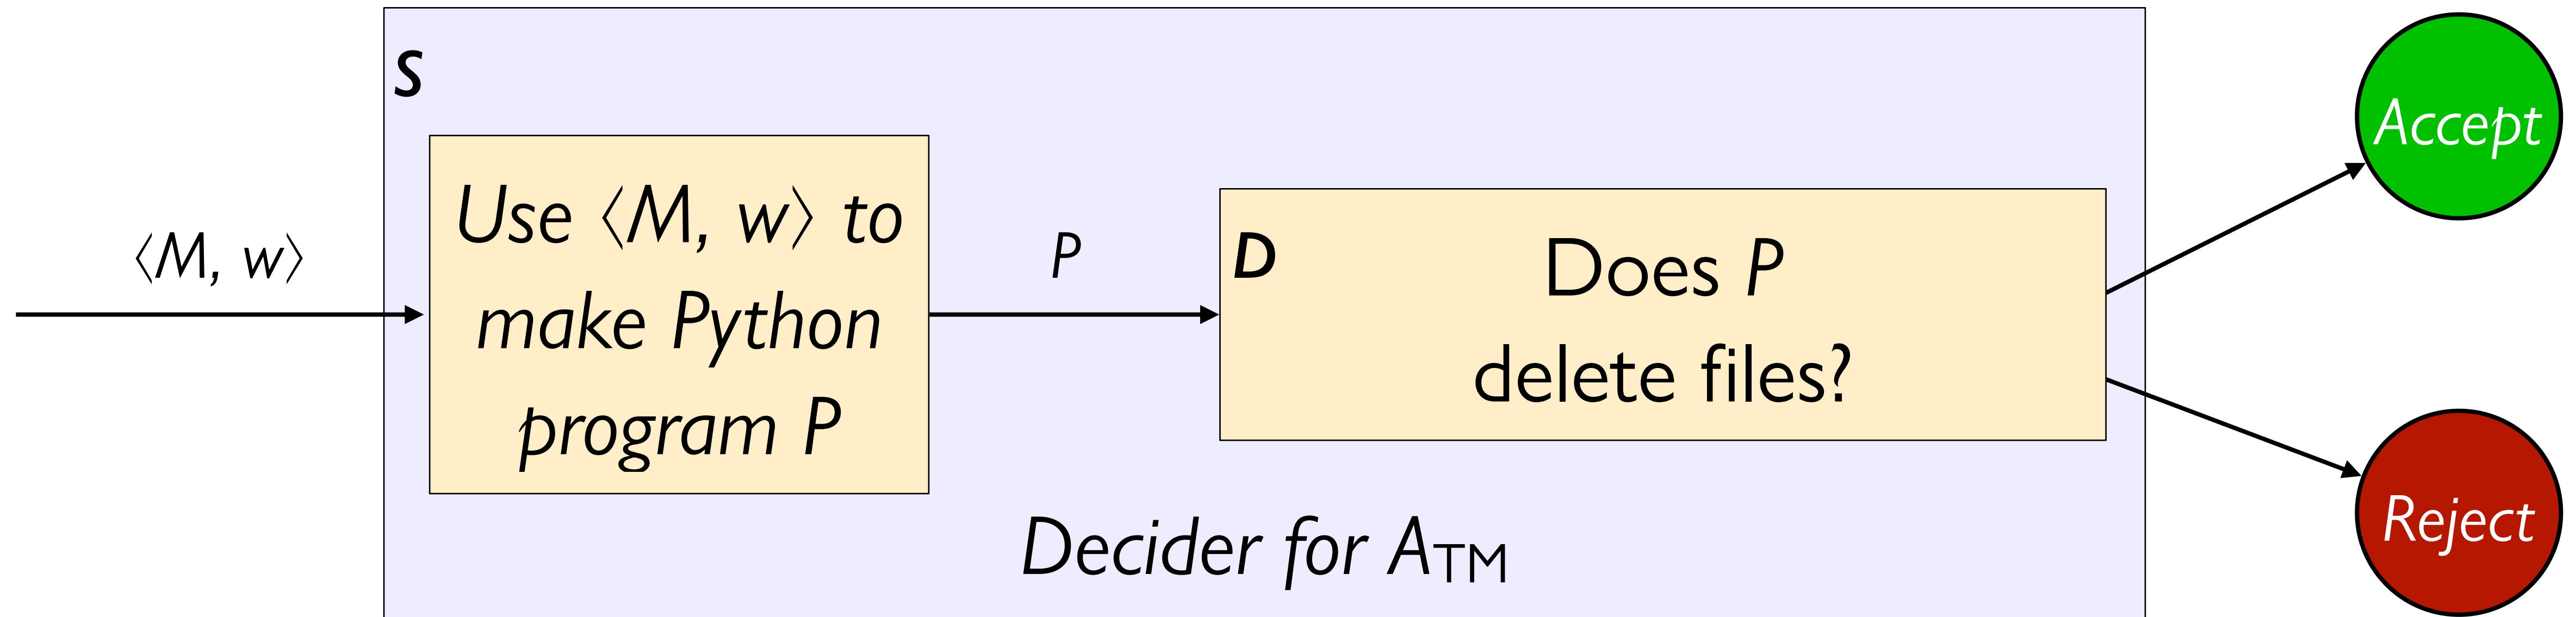 S
⟨M, w⟩
Use ⟨M, w⟩ to
make Python
program P
P
D
Does P
delete files?
Decider for ATM
Accept
Reject